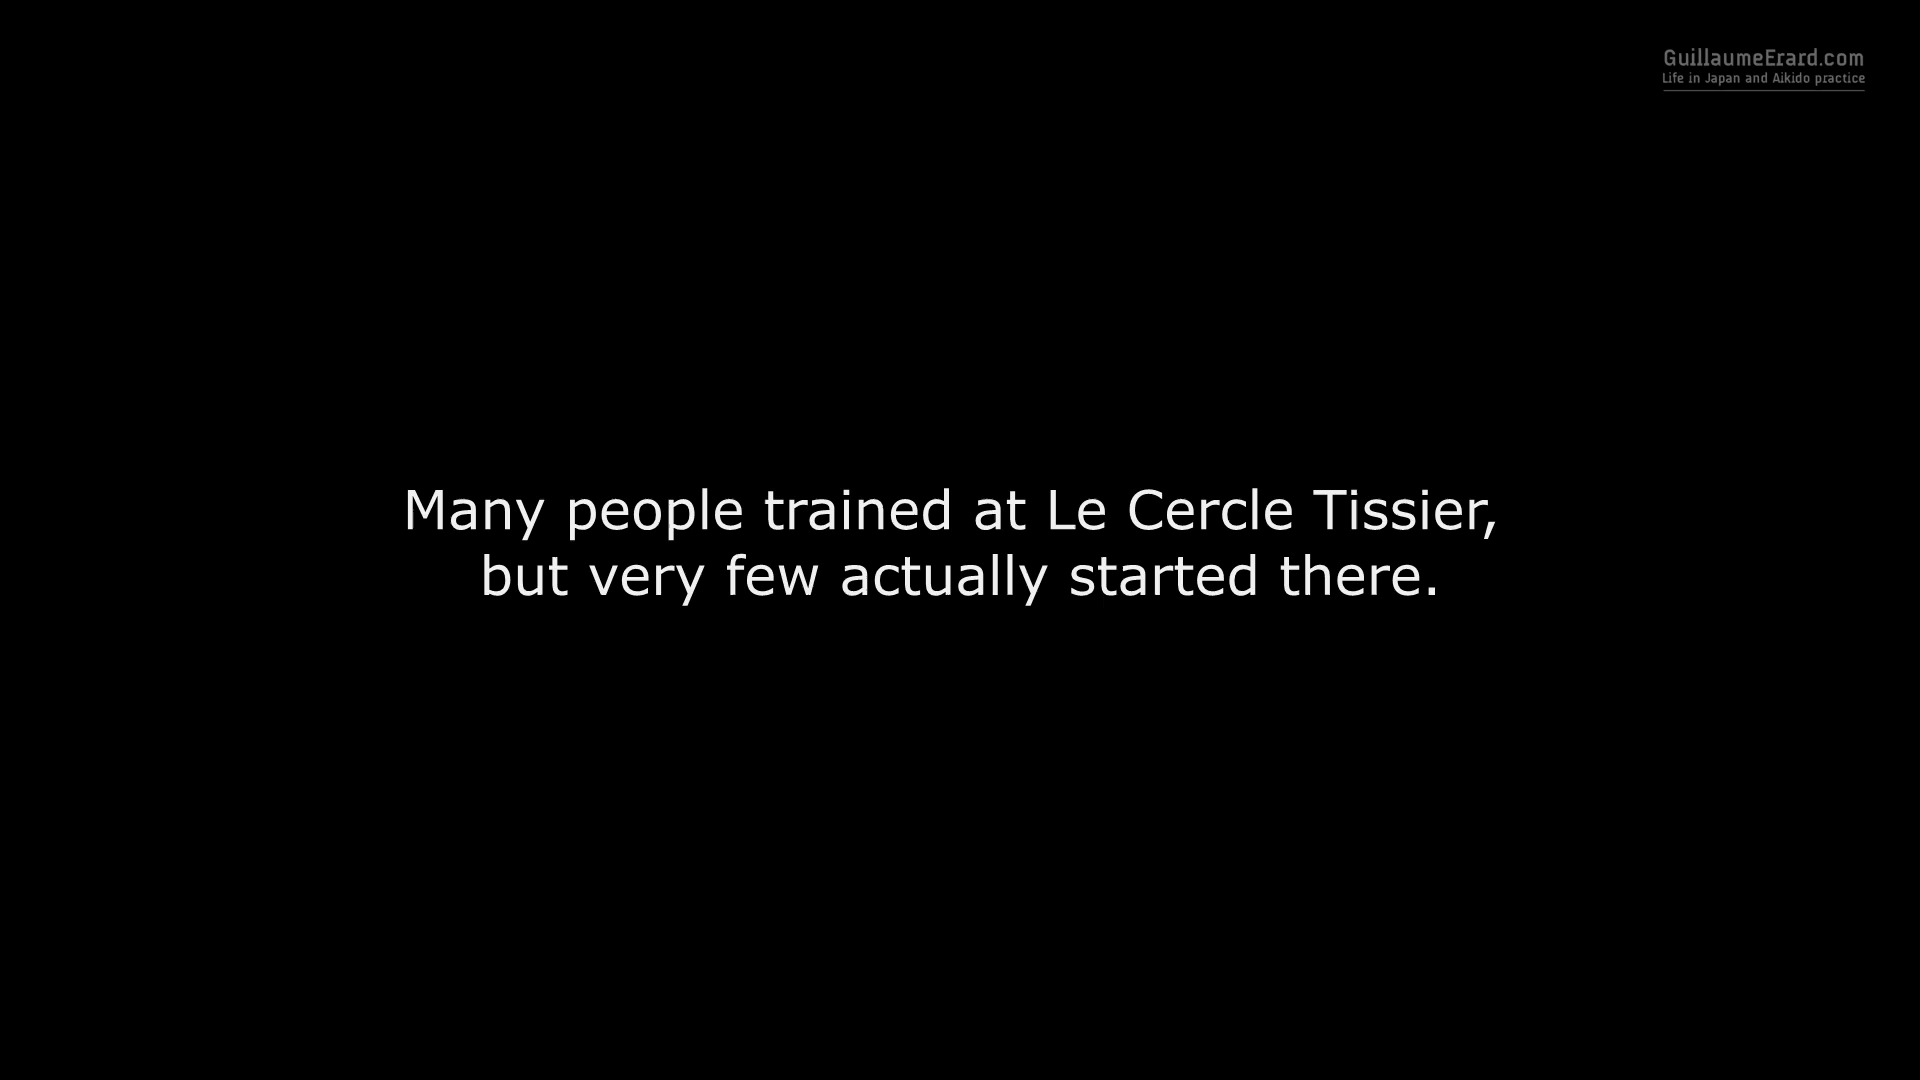 GuillaumeErard.com
Life in Japan and Aikido practice
Many people trained at Le Cercle Tissier,
but very few actually started there.